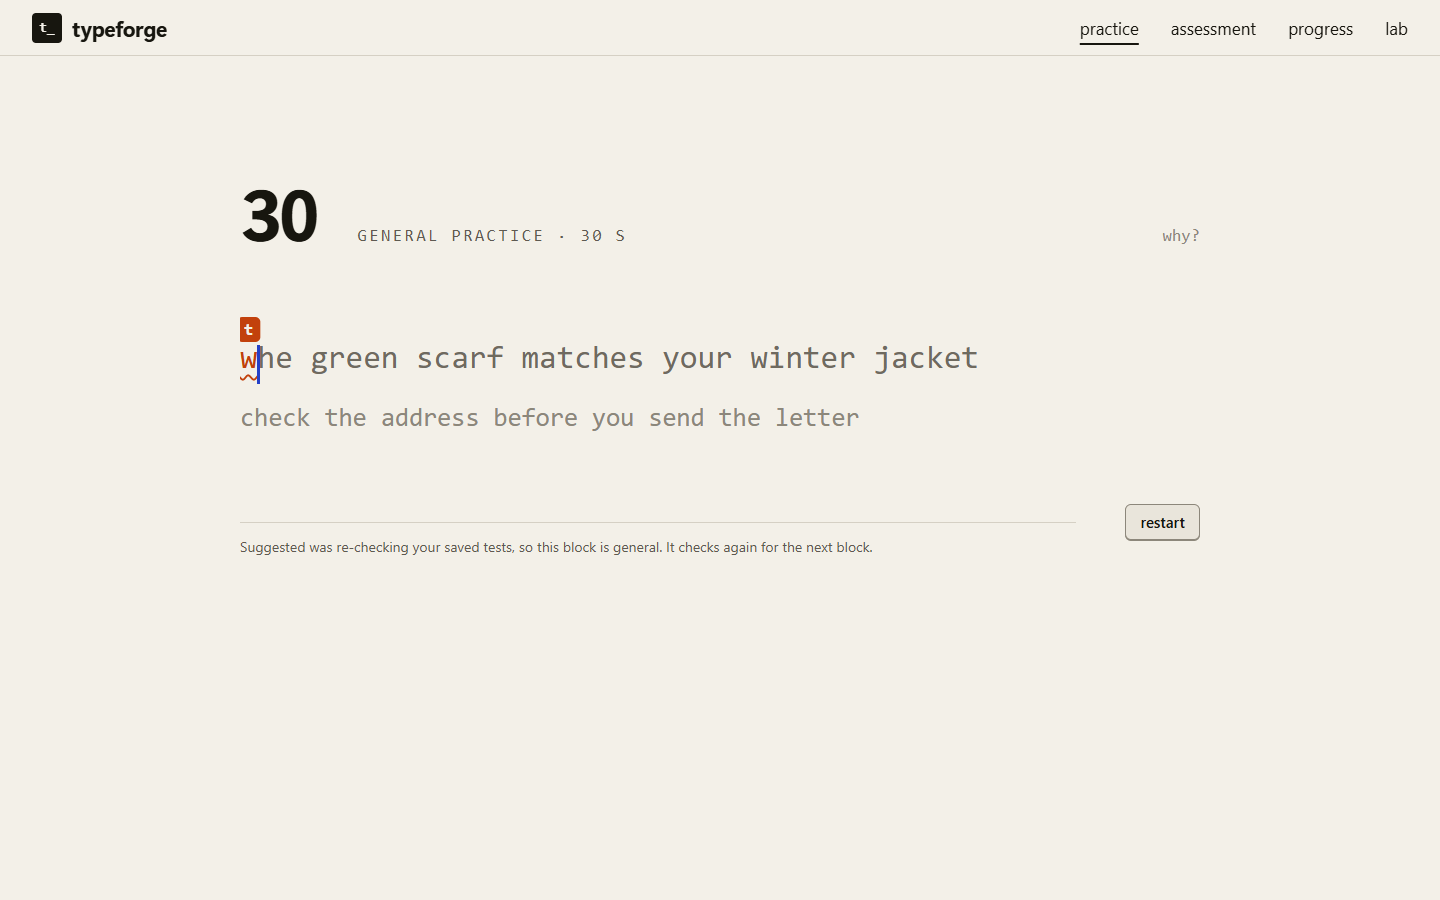 t_ typeforge practice assessment progress lab
30 GENERAL PRACTICE · 30 S why?
t
whe green scarf matches your winter jacket
check the address before you send the letter
restart
Suggested was re-checking your saved tests, so this block is general. It checks again for the next block.